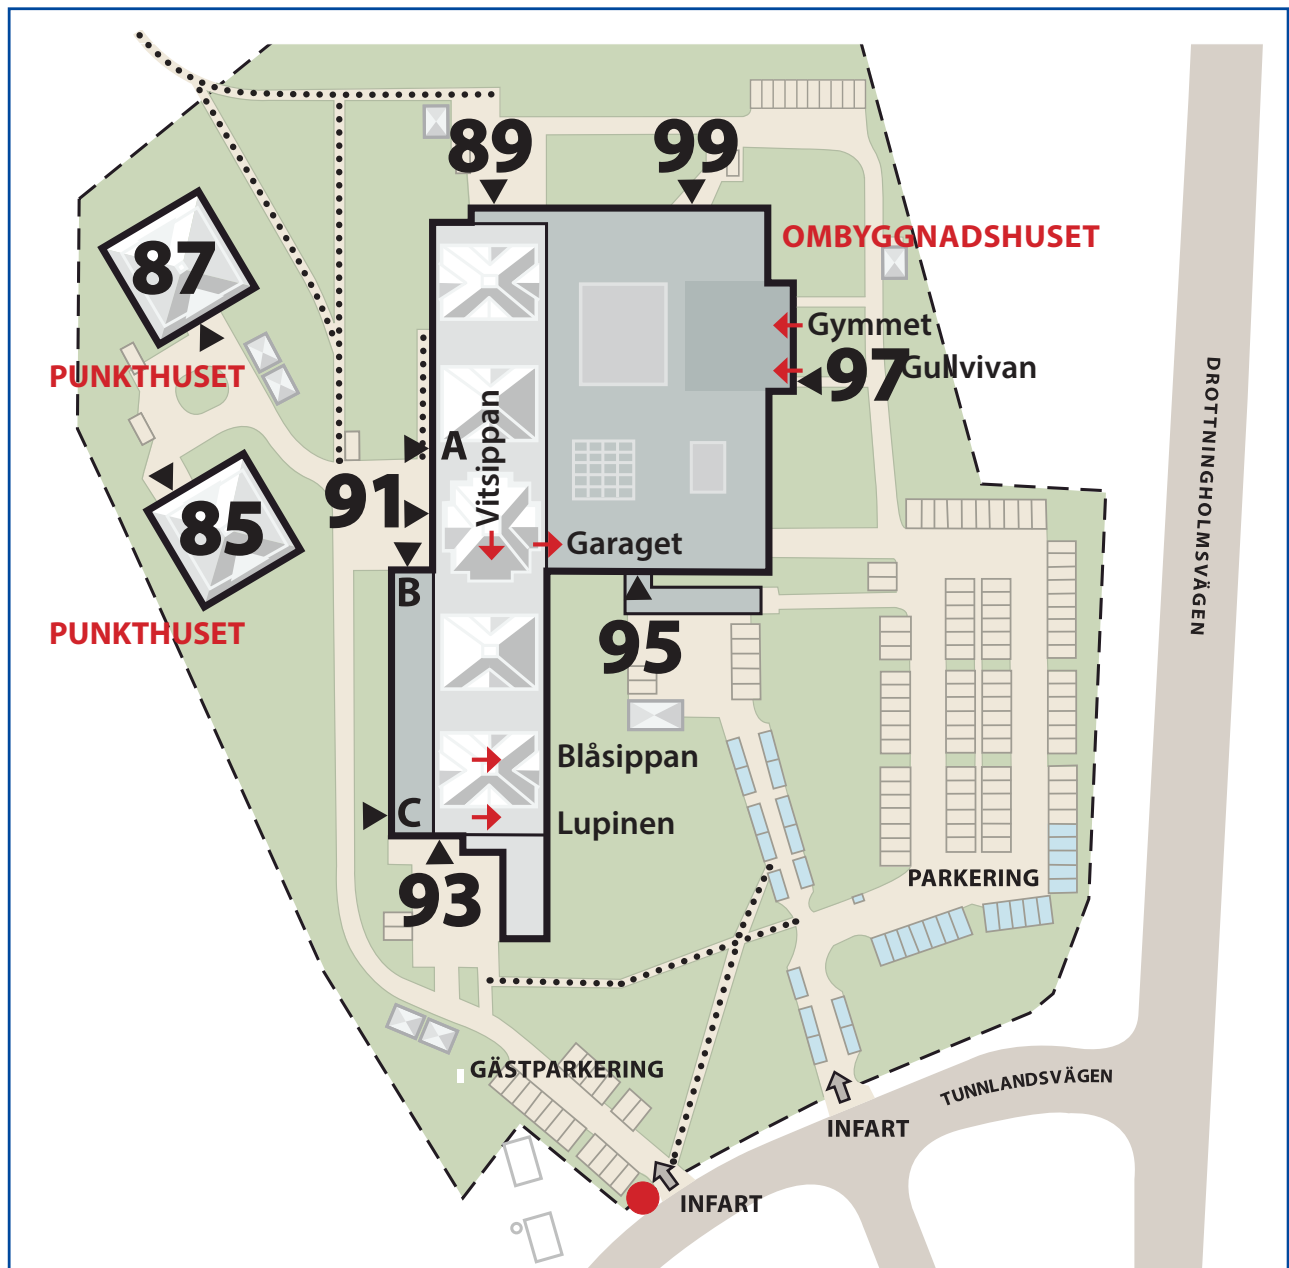 89
99
OMBYGGNADSHUSET
87
Gymmet
97
Gullvivan
PUNKTHUSET
DROTTNINGHOLMSVÄGEN
A
Vitsippan
91
85
Garaget
B
PUNKTHUSET
95
Blåsippan
C
Lupinen
93
PARKERING
GÄSTPARKERING
TUNNLANDSVÄGEN
INFART
INFART